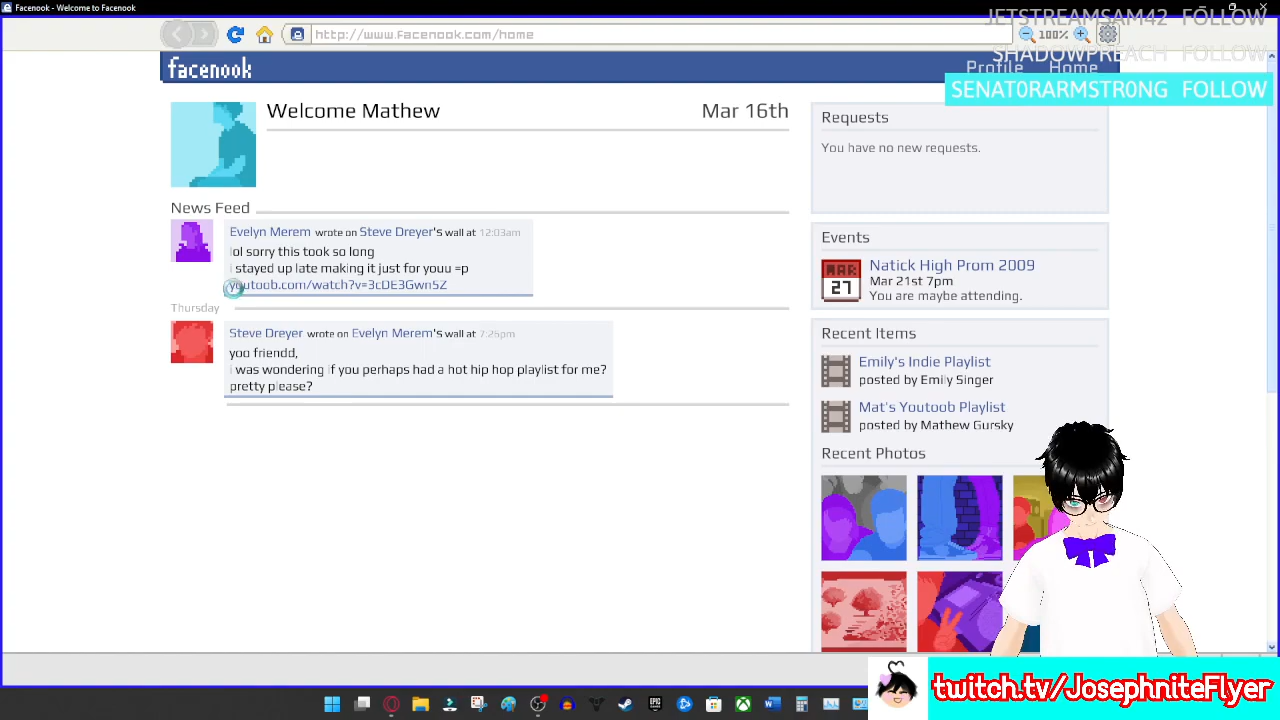 Facenook - Welcome to Facenook
JETSTREAMSAM42 FOLLOW
http://www.facenook.com/home
100%
SHADOWPREACH FOLLOW
facenook
Profile Home
SENAT0RARMSTR0NG FOLLOW
Welcome Mathew
Mar 16th
Requests
You have no new requests.
News Feed
Evelyn Merem wrote on Steve Dreyer's wall at 12:03am
lol sorry this took so long
i stayed up late making it just for youu =p
youtoob.com/watch?v=3cDE3Gwn5Z
Thursday
Steve Dreyer wrote on Evelyn Merem's wall at 7:26pm
yoo friendd,
i was wondering if you perhaps had a hot hip hop playlist for me?
pretty please?
Events
MAR
27
Natick High Prom 2009
Mar 21st 7pm
You are maybe attending.
Recent Items
Emily's Indie Playlist
posted by Emily Singer
Mat's Youtoob Playlist
posted by Mathew Gursky
Recent Photos
twitch.tv/JosephniteFlyer